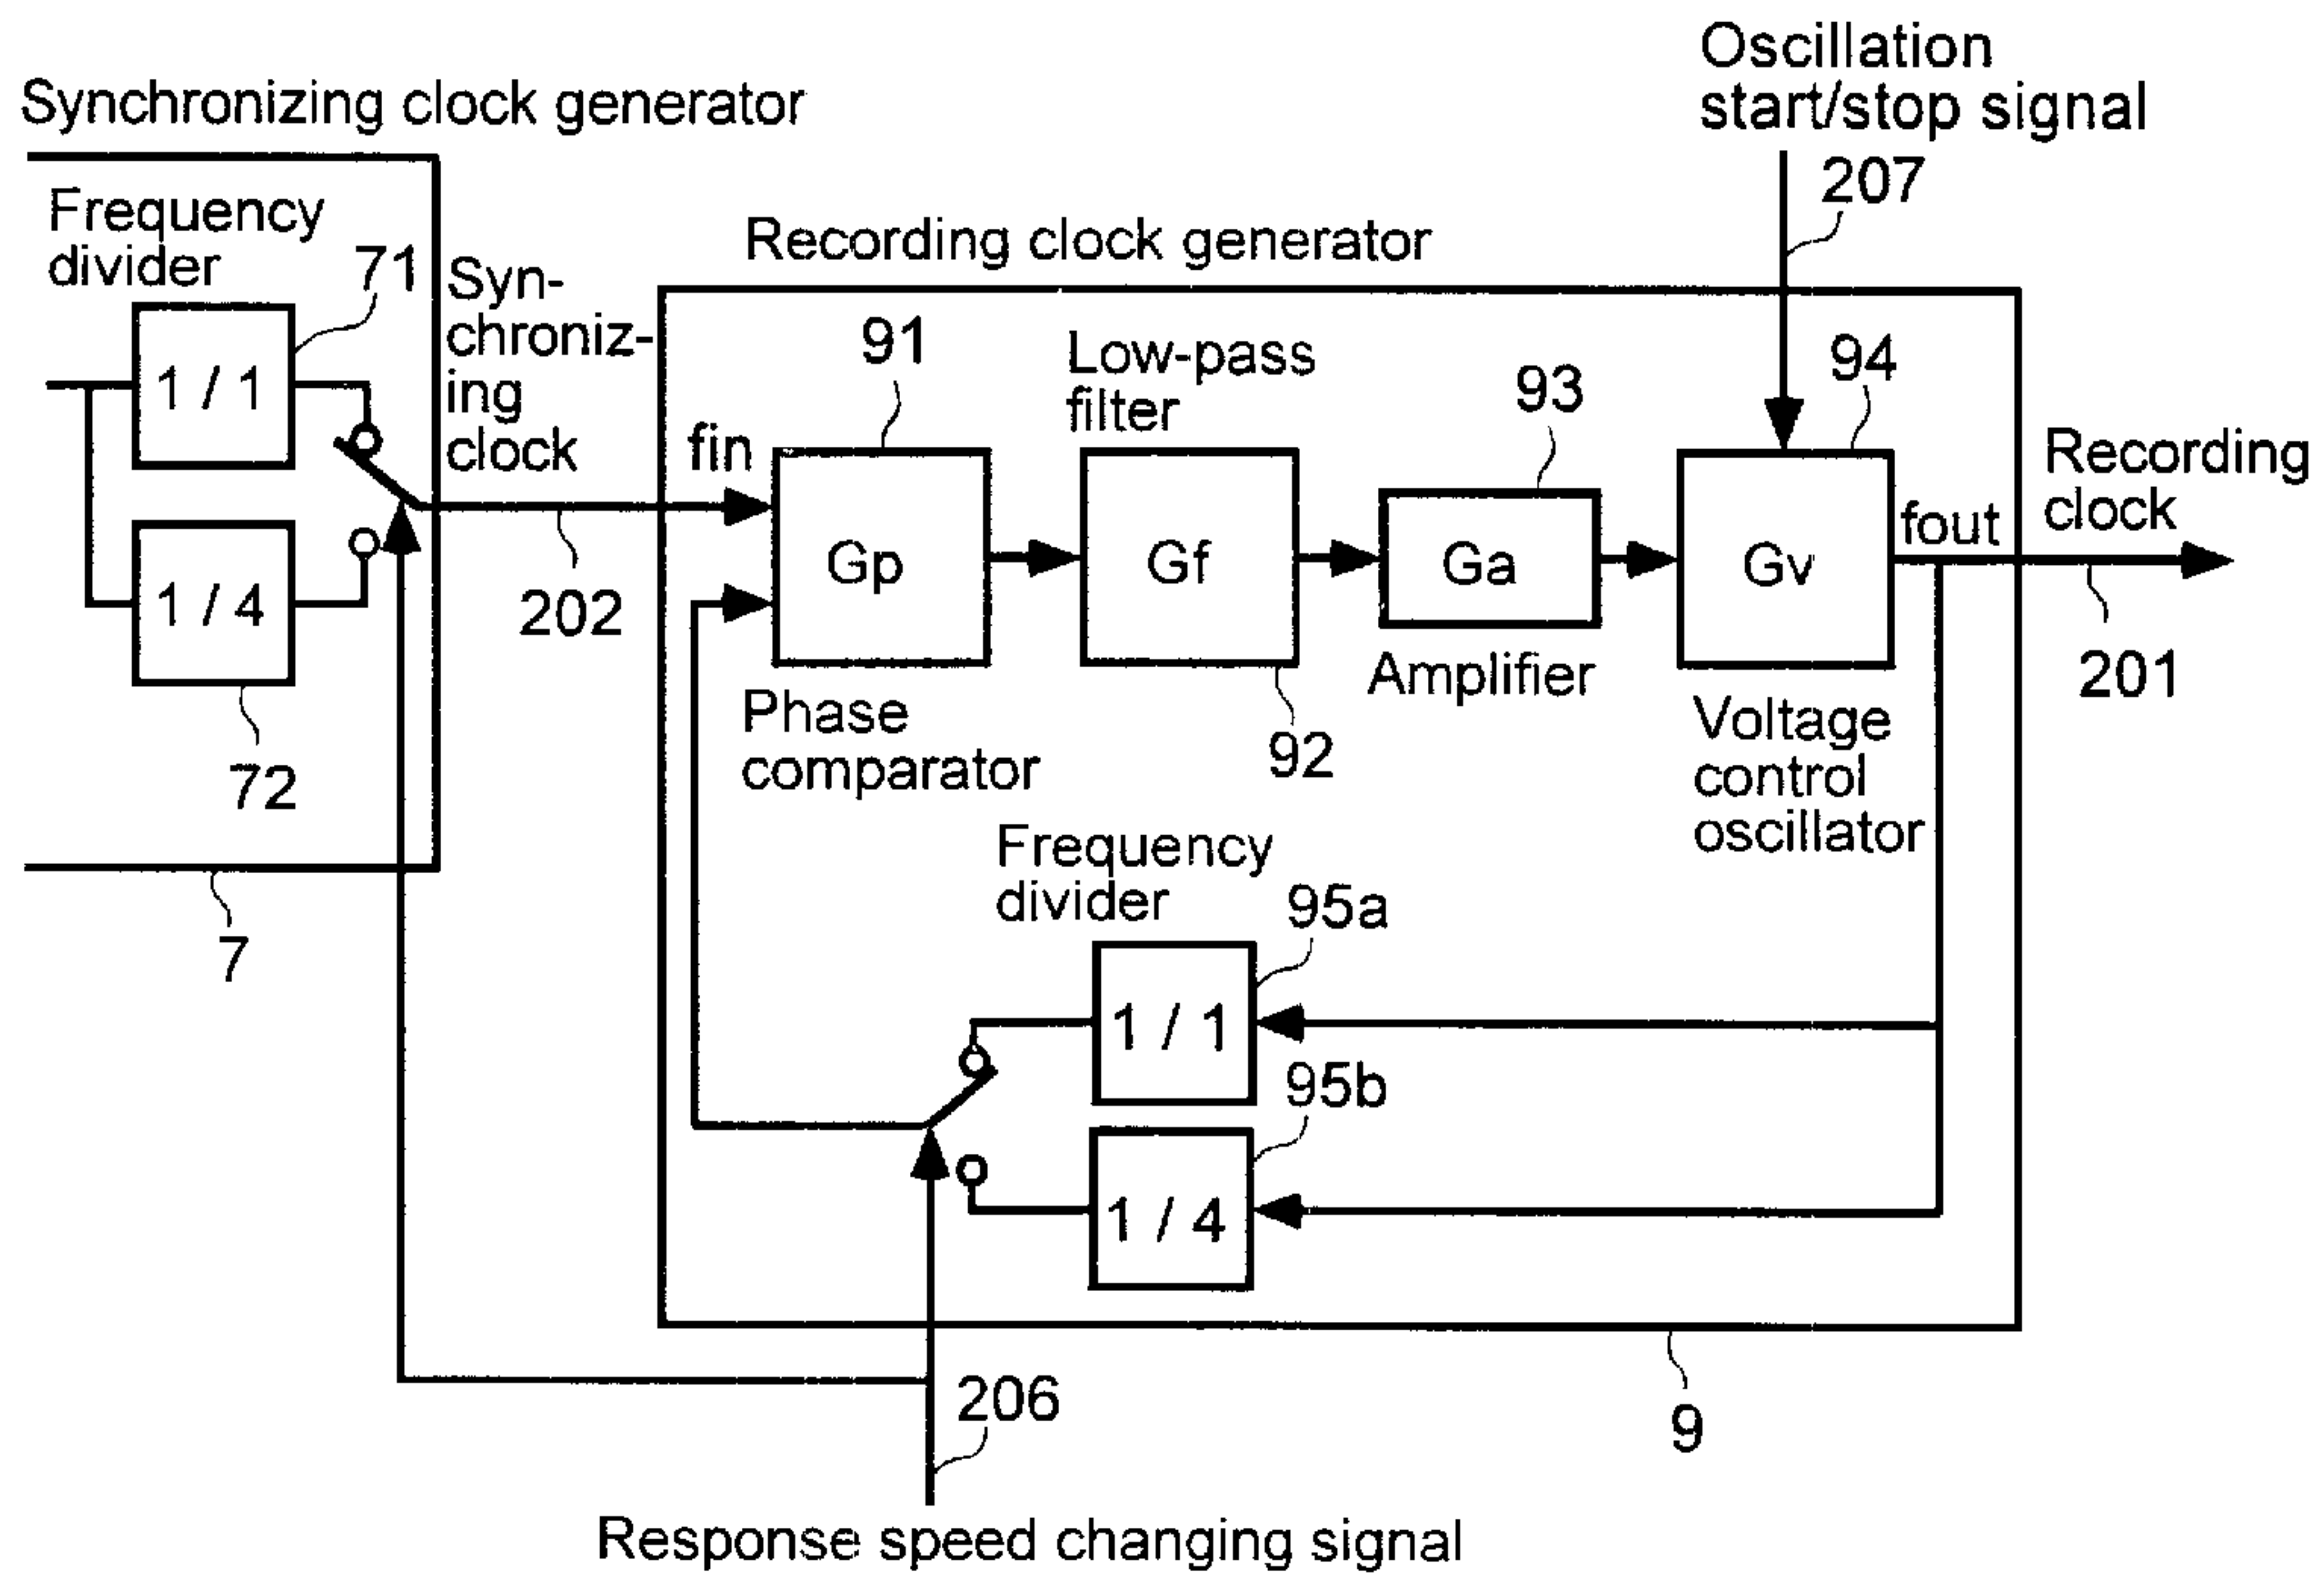 Oscillation
start/stop signal
207
Synchronizing clock generator
Frequency
divider
71
1 / 1
1 / 4
72
7
Syn-
chroniz-
ing
clock
202
Recording clock generator
fin
91
Gp
Phase
comparator
Low-pass
filter
Gf
92
93
Ga
Amplifier
94
Gv
Voltage
control
oscillator
fout
Recording
clock
201
Frequency
divider
95a
1 / 1
95b
1 / 4
9
206
Response speed changing signal